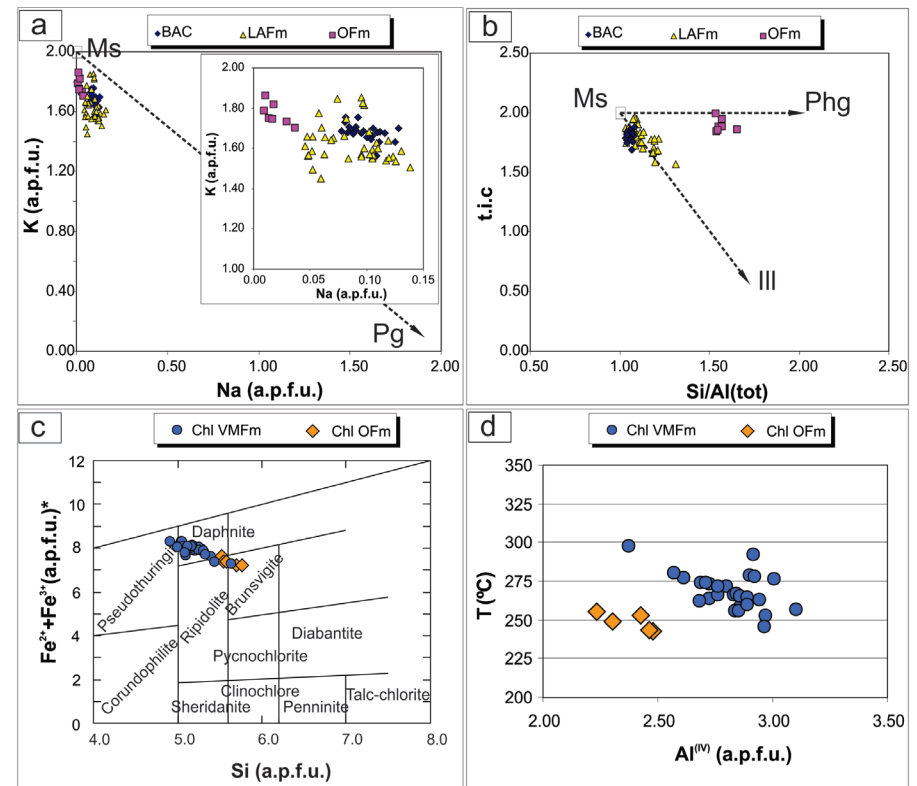 a
BAC LAFm OFm
2.00
1.60
1.20
0.80
0.40
0.00
0.00 0.50 1.00 1.50 2.00
K (a.p.f.u.)
Na (a.p.f.u.)
Ms
Pg
2.00
1.80
1.60
1.40
1.20
1.00
0.00 0.05 0.10 0.15
K (a.p.f.u.)
Na (a.p.f.u.)
b
BAC LAFm OFm
2.50
2.00
1.50
1.00
0.50
0.00
0.50 1.00 1.50 2.00 2.50
t.i.c
Si/Al(tot)
Ms
Phg
Ill
c
Chl VMFm Chl OFm
12
10
8
6
4
2
0
4.0 5.0 6.0 7.0 8.0
Fe²⁺+Fe³⁺(a.p.f.u.)*
Si (a.p.f.u.)
Daphnite
Pseudothuringit
Ripidolite
Brunsvigite
Corundophilite
Diabantite
Pycnochlorite
Clinochlore
Talc-chlorite
Sheridanite
Penninite
d
Chl VMFm Chl OFm
350
325
300
275
250
225
200
2.00 2.50 3.00 3.50
T (ºC)
Al⁽ᴵⱽ⁾ (a.p.f.u.)